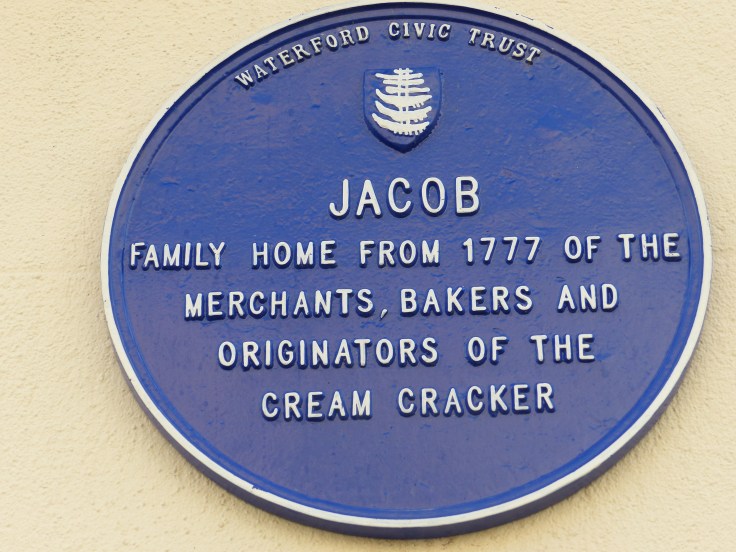 WATERFORD CIVIC TRUST
JACOB
FAMILY HOME FROM 1777 OF THE
MERCHANTS, BAKERS AND
ORIGINATORS OF THE
CREAM CRACKER